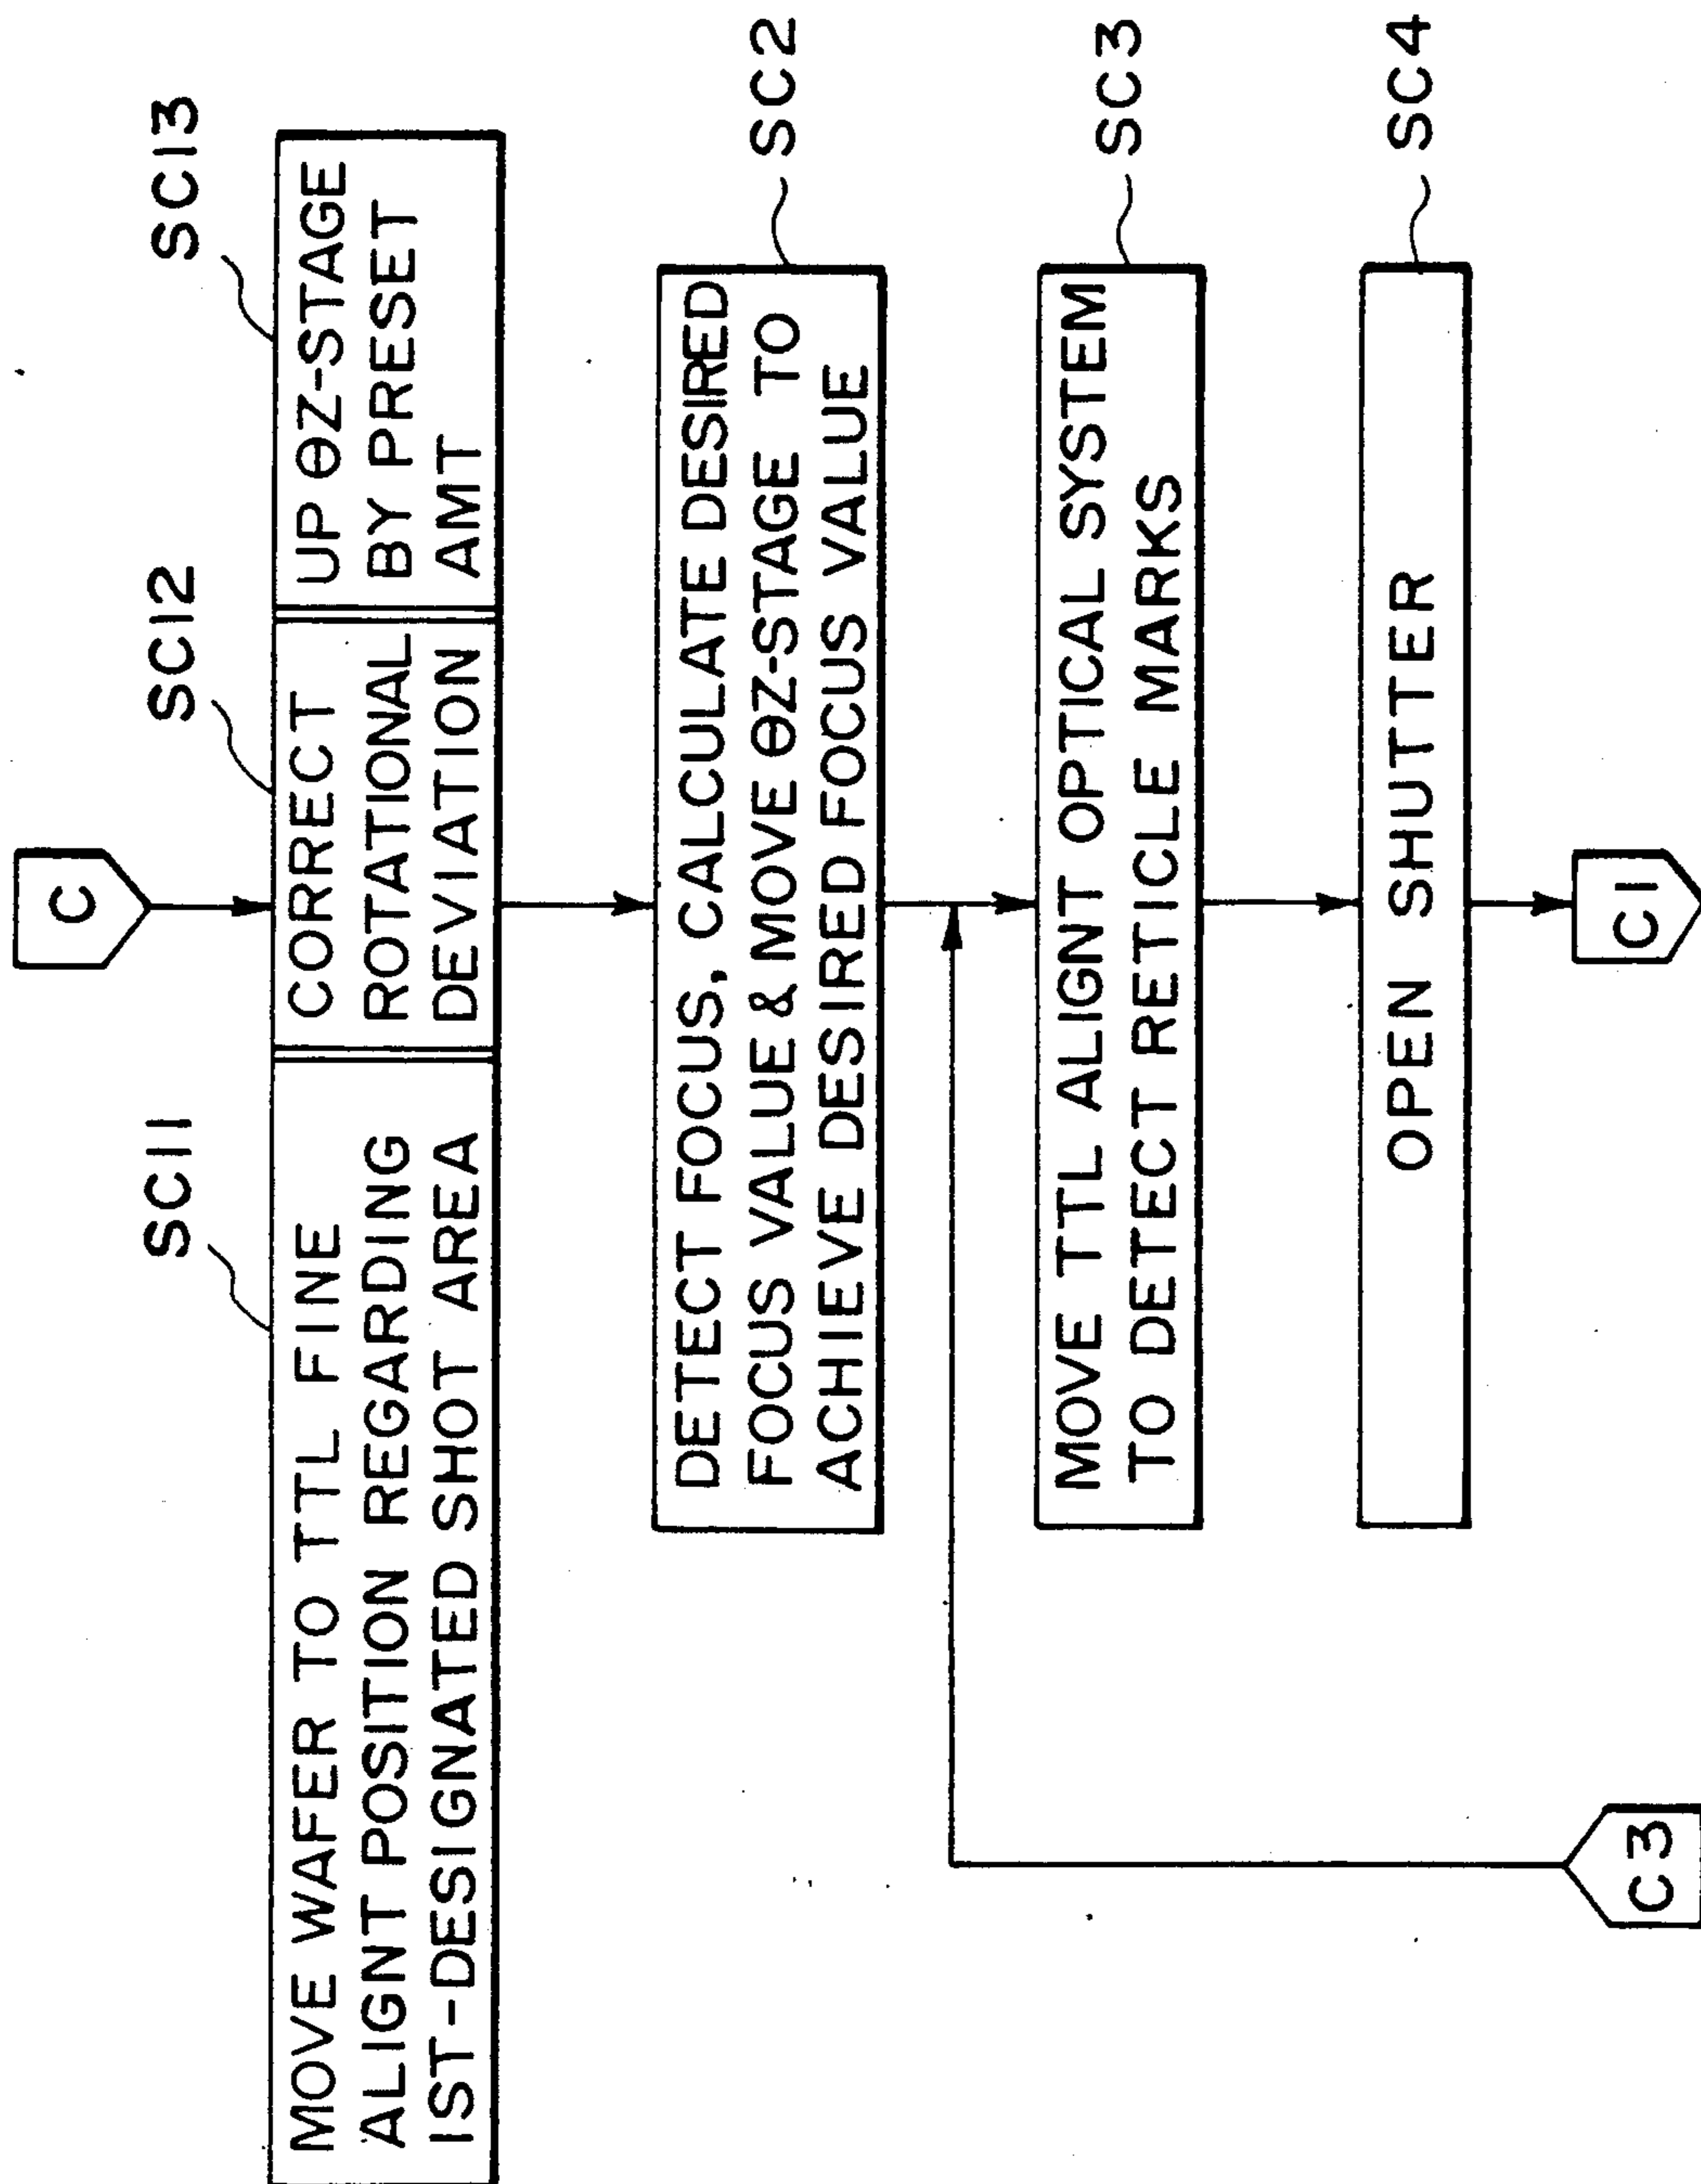 C
SC11
MOVE WAFER TO TTL FINE
ALIGNT POSITION REGARDING
1ST-DESIGNATED SHOT AREA
SC12
CORRECT
ROTATIONAL
DEVIATION
SC13
UP ΘZ-STAGE
BY PRESET
AMT
DETECT FOCUS, CALCULATE DESIRED
FOCUS VALUE & MOVE ΘZ-STAGE TO
ACHIEVE DESIRED FOCUS VALUE
SC2
MOVE TTL ALIGNT OPTICAL SYSTEM
TO DETECT RETICLE MARKS
SC3
OPEN SHUTTER
SC4
C3
C1